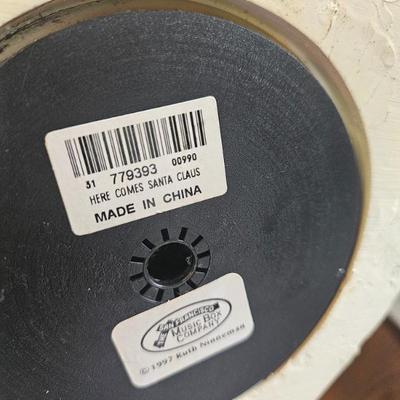 31 779393 00990
HERE COMES SANTA CLAUS
MADE IN CHINA
SAN FRANCISCO
MUSIC BOX
COMPANY
© 1997 Ruth Ninneman